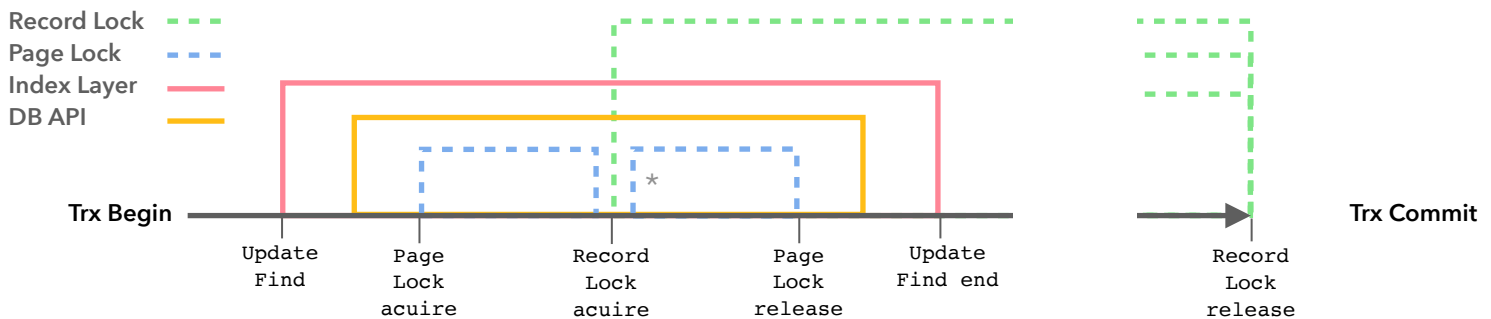 Record Lock
Page Lock
Index Layer
DB API
*
Trx Begin
Trx Commit
Update
Find
Page
Lock
acuire
Record
Lock
acuire
Page
Lock
release
Update
Find end
Record
Lock
release